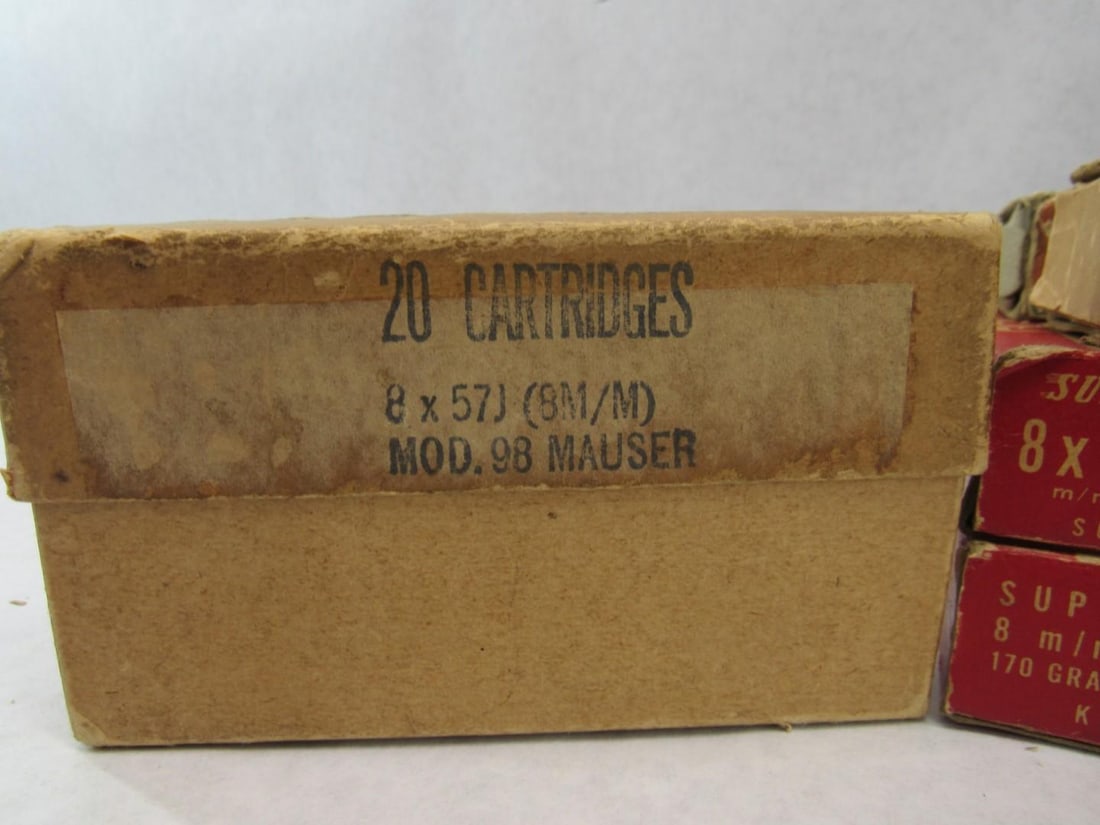 20 CARTRIDGES
8 x 57J (8M/M)
MOD. 98 MAUSER
8 x
SUP
8 m/
170 GRA
K